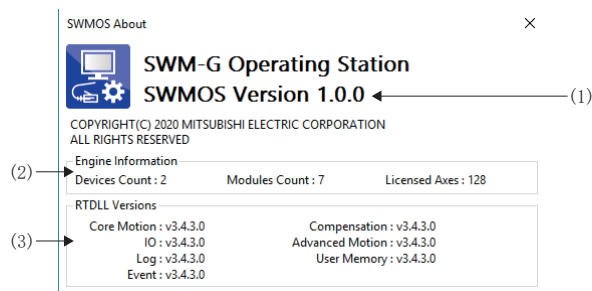 SWMOS About
SWM-G Operating Station
SWMOS Version 1.0.0
(1)
COPYRIGHT(C) 2020 MITSUBISHI ELECTRIC CORPORATION
ALL RIGHTS RESERVED
(2)
Engine Information
Devices Count : 2 Modules Count : 7 Licensed Axes : 128
(3)
RTDLL Versions
Core Motion : v3.4.3.0 Compensation : v3.4.3.0
IO : v3.4.3.0 Advanced Motion : v3.4.3.0
Log : v3.4.3.0 User Memory : v3.4.3.0
Event : v3.4.3.0